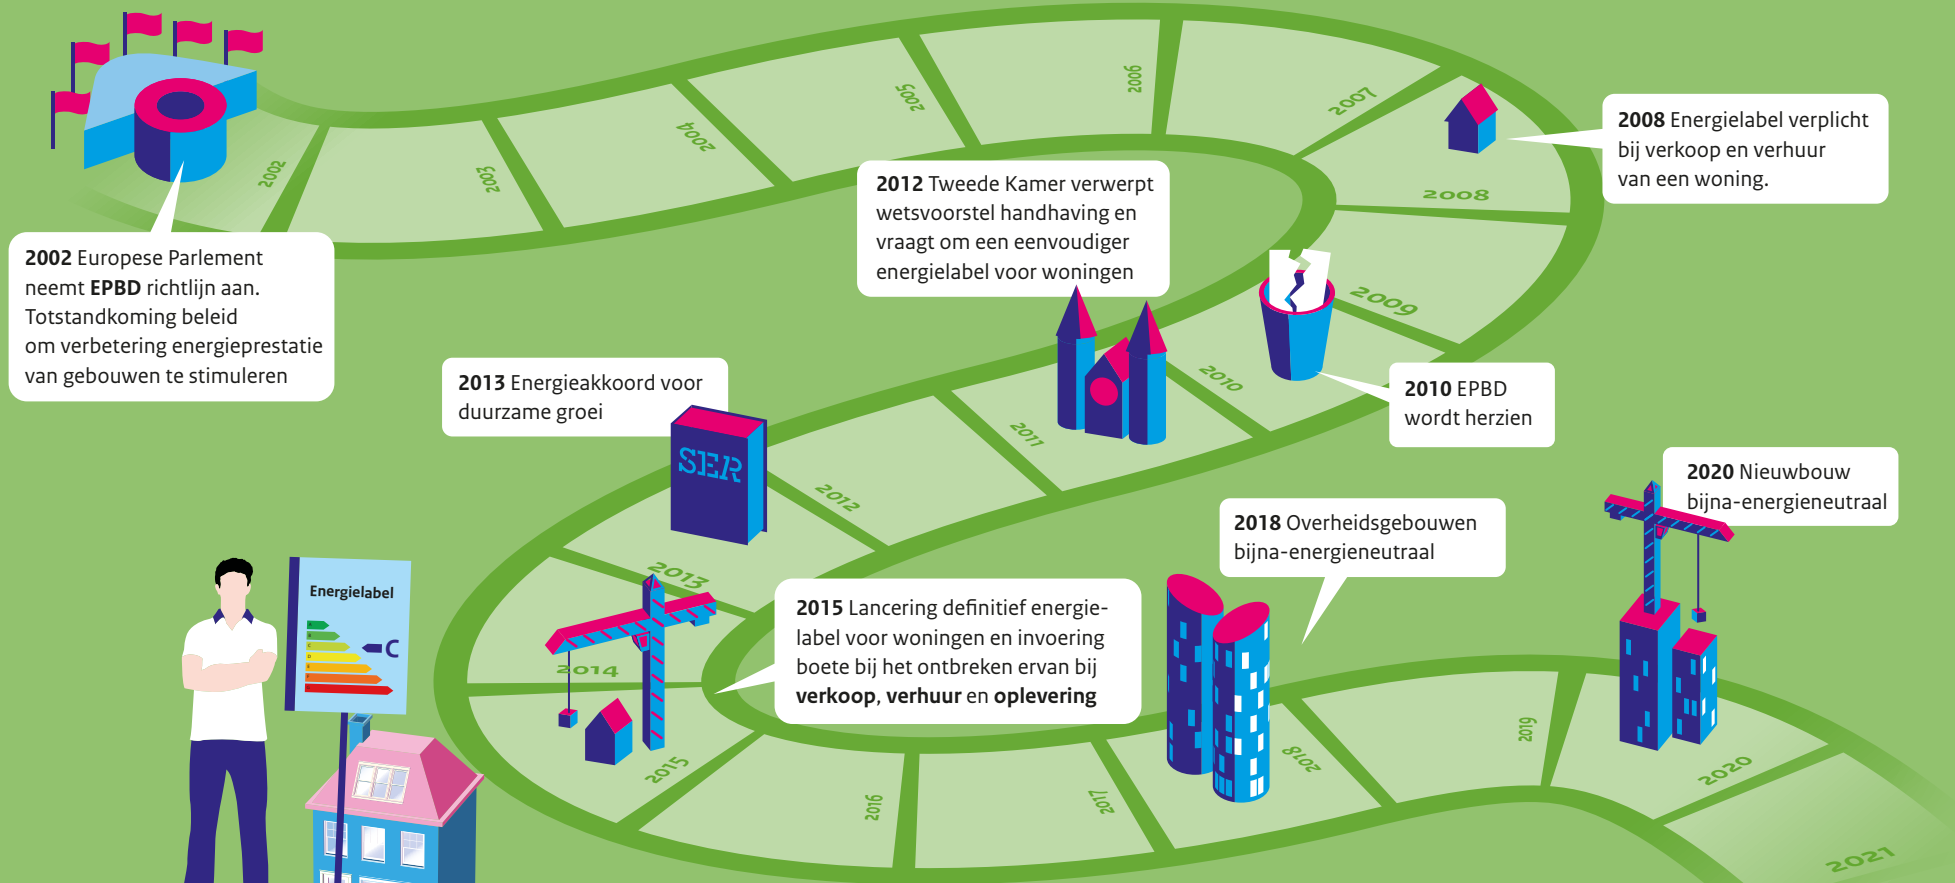 2002 Europese Parlement
neemt EPBD richtlijn aan.
Totstandkoming beleid
om verbetering energieprestatie
van gebouwen te stimuleren
2002
2003
2004
2005
2006
2007
2008
2008 Energielabel verplicht
bij verkoop en verhuur
van een woning.
2009
2010 EPBD
wordt herzien
2010
2011
2012 Tweede Kamer verwerpt
wetsvoorstel handhaving en
vraagt om een eenvoudiger
energielabel voor woningen
2012
2013 Energieakkoord voor
duurzame groei
SER
2013
2014
2015 Lancering definitief energie-
label voor woningen en invoering
boete bij het ontbreken ervan bij
verkoop, verhuur en oplevering
2015
2016
2017
2018 Overheidsgebouwen
bijna-energieneutraal
2018
2019
2020 Nieuwbouw
bijna-energieneutraal
2020
2021
Energielabel
C